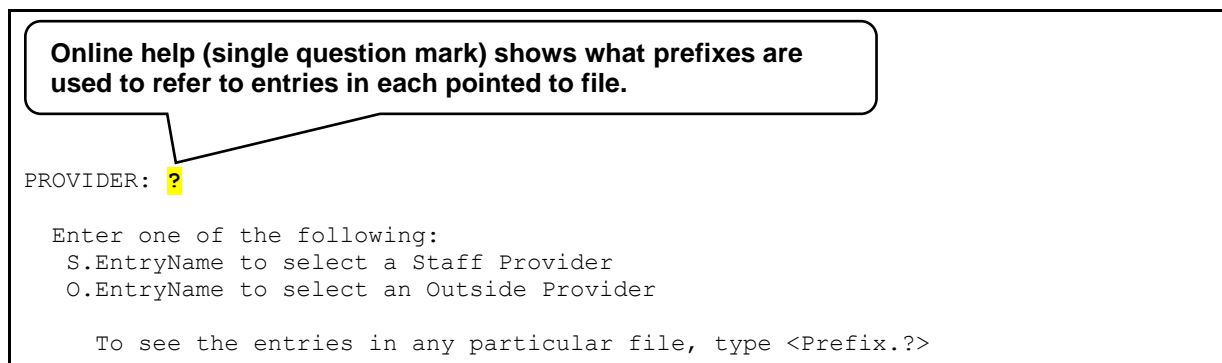 Online help (single question mark) shows what prefixes are
used to refer to entries in each pointed to file.
PROVIDER: ?
Enter one of the following:
S.EntryName to select a Staff Provider
O.EntryName to select an Outside Provider
To see the entries in any particular file, type <Prefix.?>